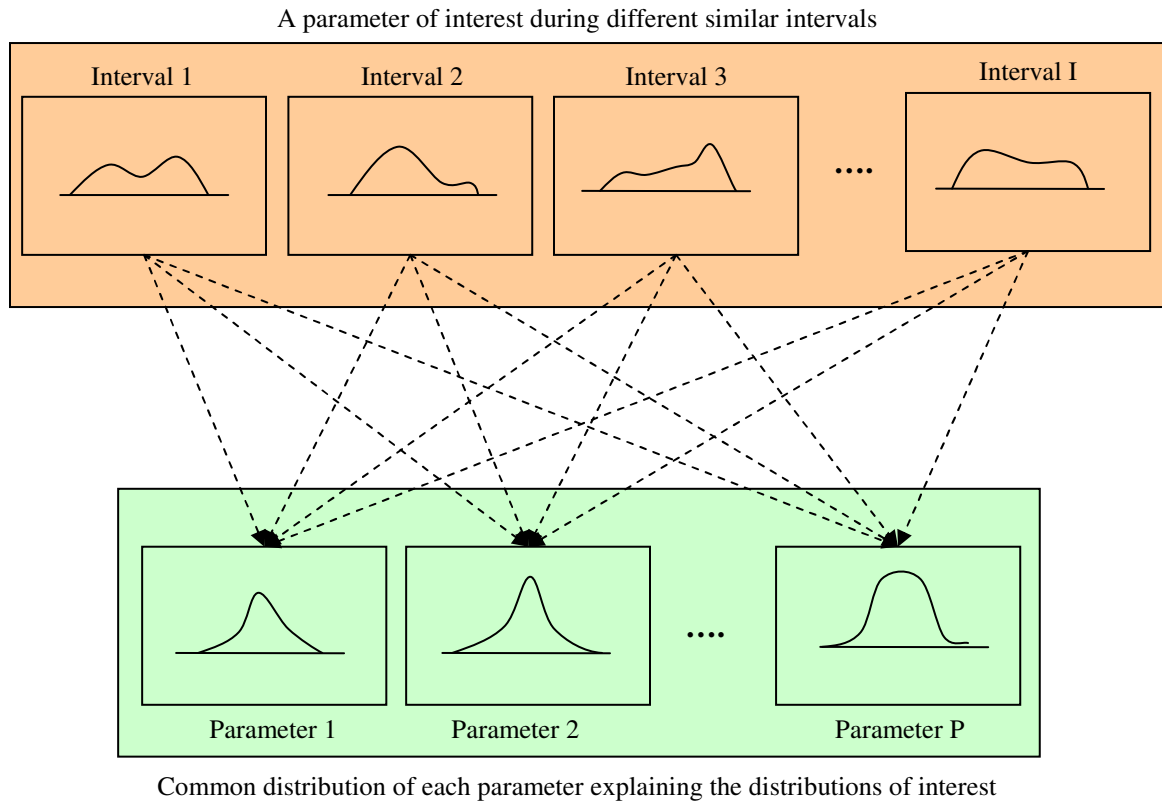 A parameter of interest during different similar intervals
Interval 1
Interval 2
Interval 3
Interval I
....
....
Parameter 1
Parameter 2
Parameter P
Common distribution of each parameter explaining the distributions of interest